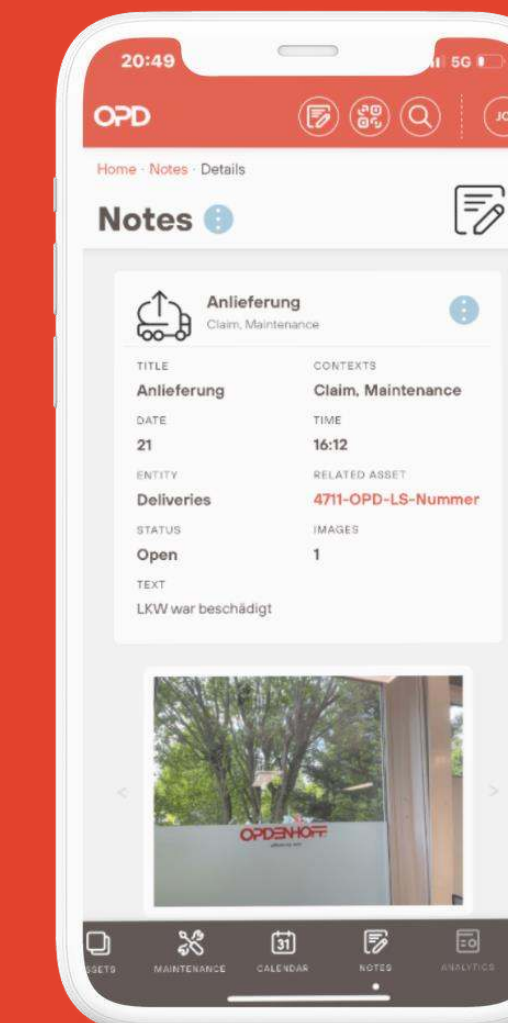 20:49 5G
OPD
Home · Notes · Details
Notes
Anlieferung
Claim, Maintenance
TITLE CONTEXTS
Anlieferung Claim, Maintenance
DATE TIME
21 16:12
ENTITY RELATED ASSET
Deliveries 4711-OPD-LS-Nummer
STATUS IMAGES
Open 1
TEXT
LKW war beschädigt
OPDENHOFF
31
MAINTENANCE CALENDAR NOTES ANALYTICS